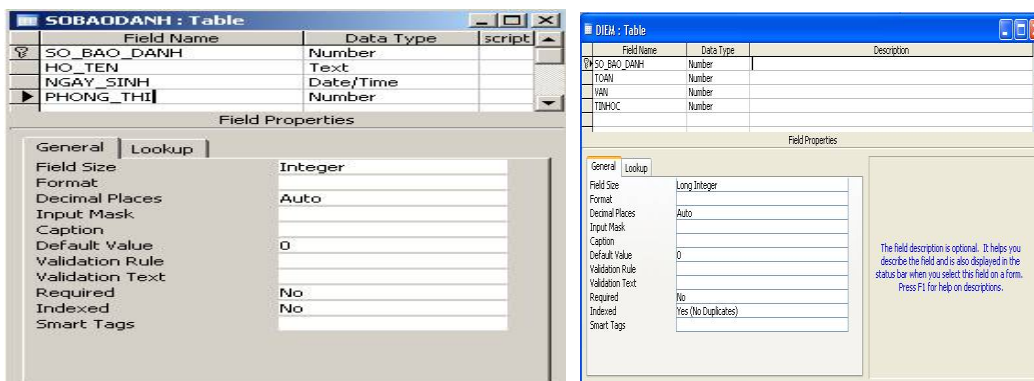 SOBAODANH : Table
Field Name Data Type script
SO_BAO_DANH Number
HO_TEN Text
NGAY_SINH Date/Time
PHONG_THI Number
Field Properties
General Lookup
Field Size Integer
Format
Decimal Places Auto
Input Mask
Caption
Default Value 0
Validation Rule
Validation Text
Required No
Indexed No
Smart Tags
DIEM : Table
Field Name Data Type Description
SO_BAO_DANH Number
TOAN Number
VAN Number
TINHOC Number
Field Properties
General Lookup
Field Size Long Integer
Format
Decimal Places Auto
Input Mask
Caption
Default Value 0
Validation Rule
Validation Text
Required No
Indexed Yes (No Duplicates)
Smart Tags
The field description is optional. It helps you
describe the field and is also displayed in the
status bar when you select this field on a form.
Press F1 for help on descriptions.